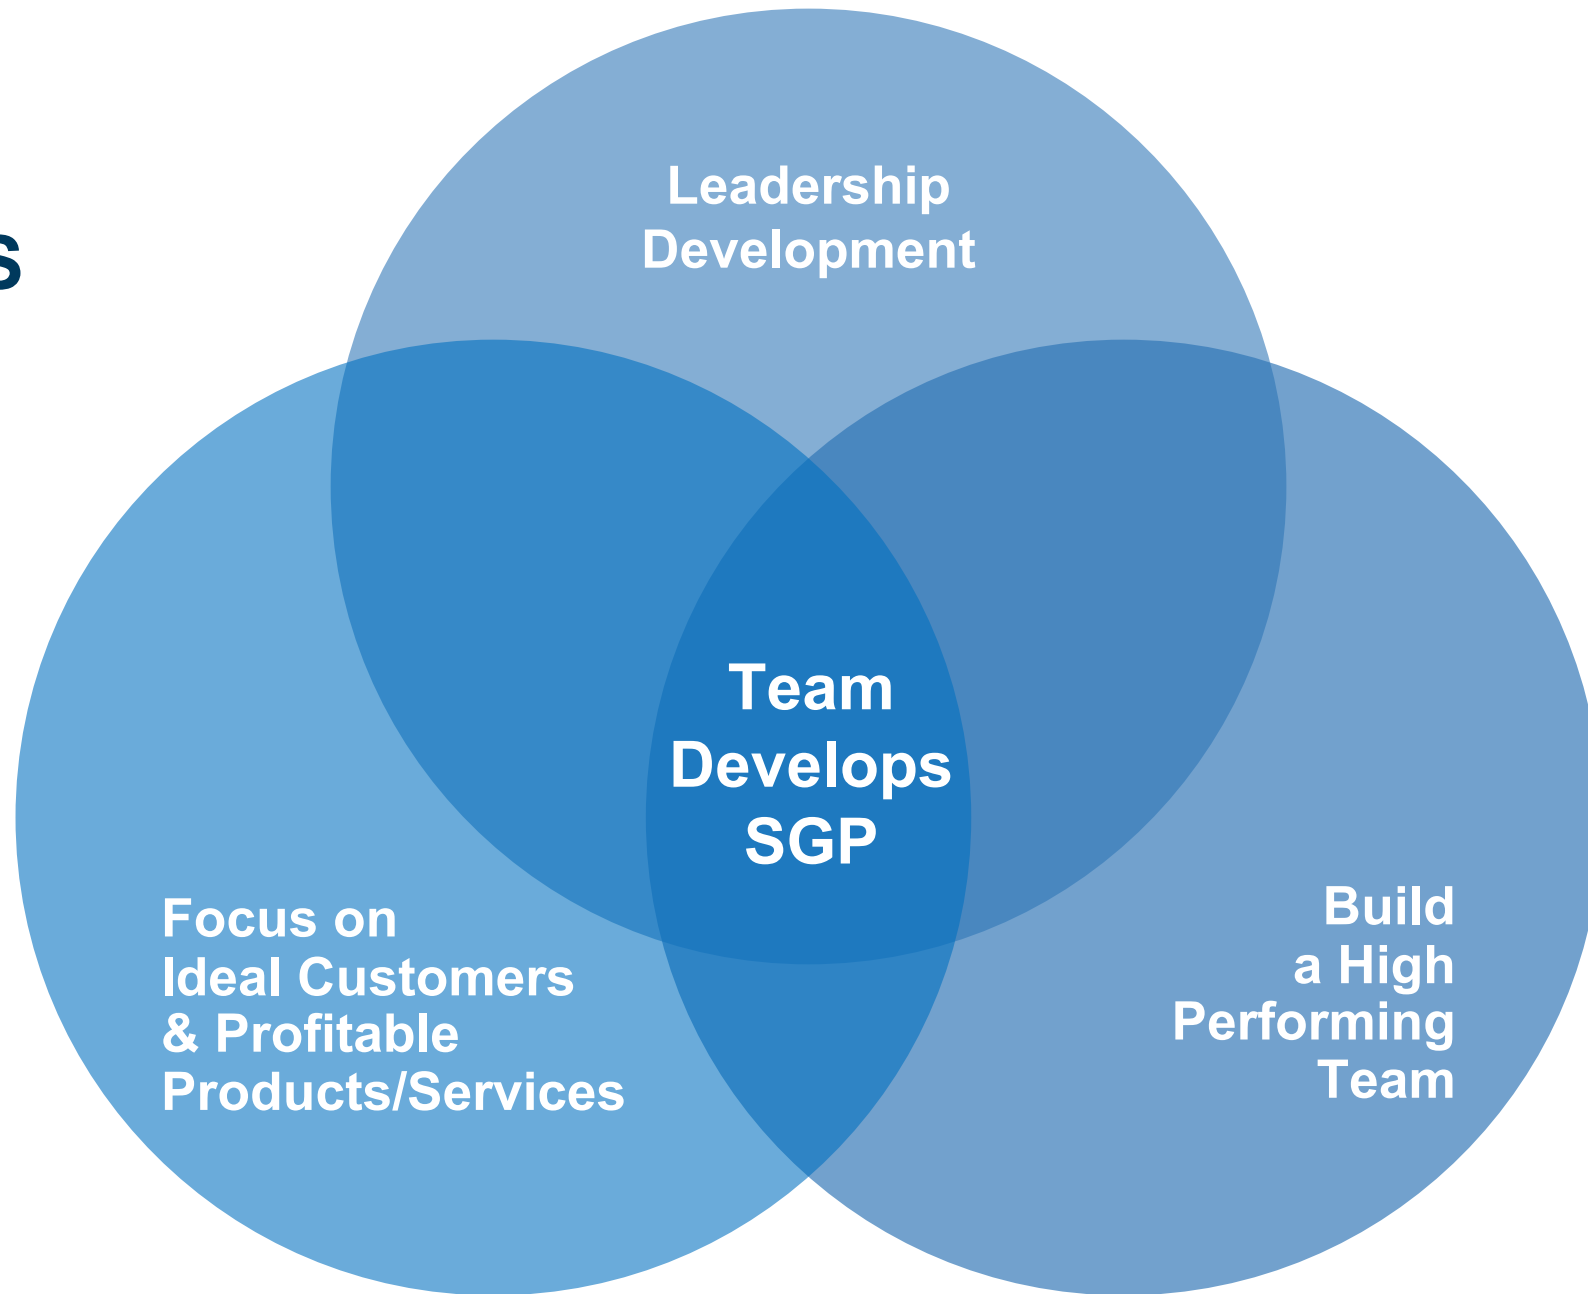 Leadership
Development
s
Team
Develops
SGP
Focus on
Ideal Customers
& Profitable
Products/Services
Build
a High
Performing
Team